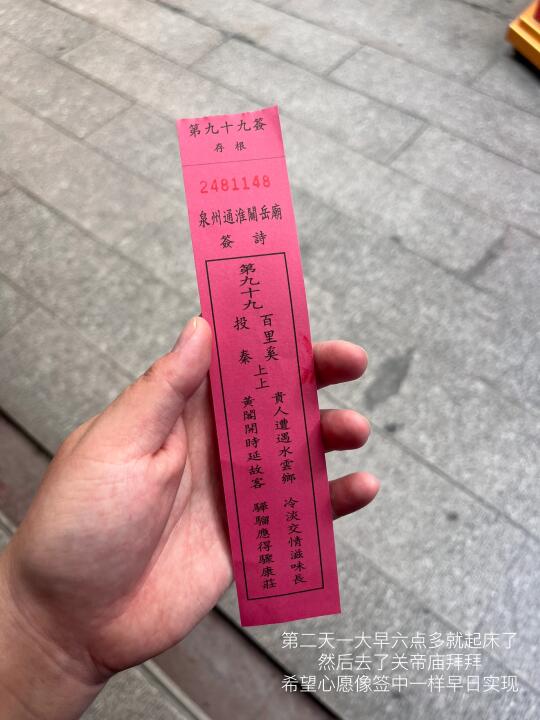 第九十九簽
存根
2481148
泉州通淮關岳廟
簽詩
第九十九
百里奚
投秦
上上
貴人遭遇水雲鄉
冷淡交情滋味長
黃閣開時延故客
驊騮應得驟康莊
第二天一大早六点多就起床了
然后去了关帝庙拜拜
希望心愿像签中一样早日实现